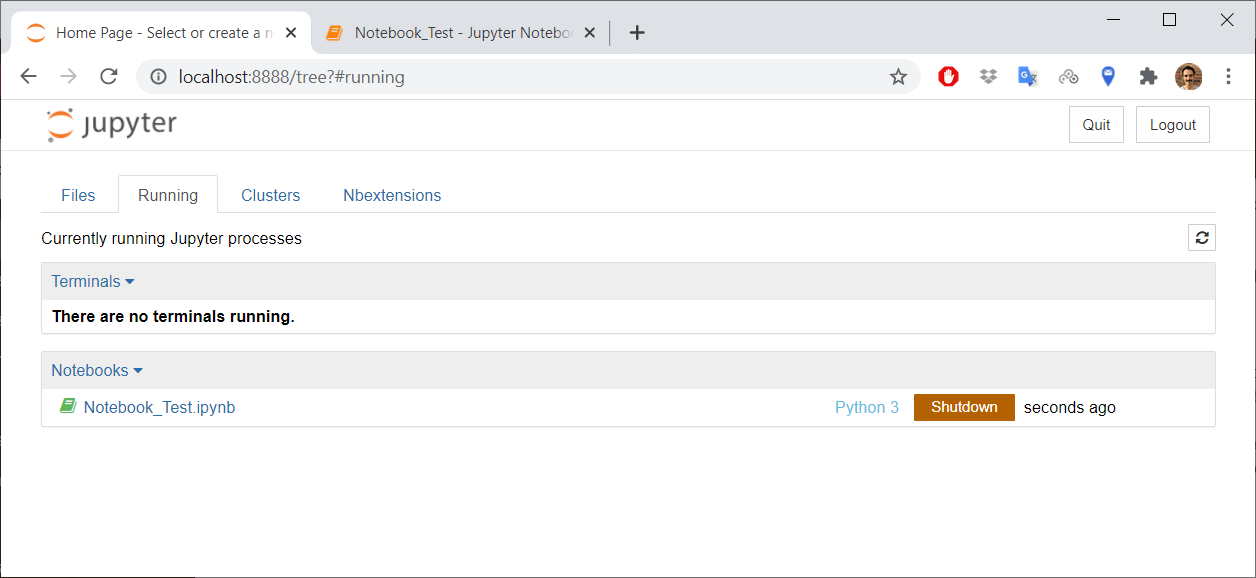 Home Page - Select or create a n
Notebook_Test - Jupyter Notebo
localhost:8888/tree?#running
jupyter
Quit
Logout
Files
Running
Clusters
Nbextensions
Currently running Jupyter processes
Terminals
There are no terminals running.
Notebooks
Notebook_Test.ipynb
Python 3
Shutdown
seconds ago